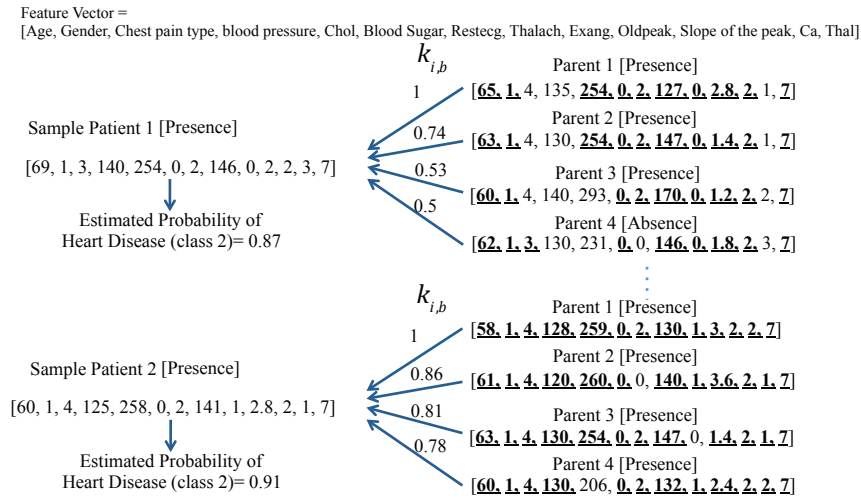 Feature Vector =
[Age, Gender, Chest pain type, blood pressure, Chol, Blood Sugar, Restecg, Thalach, Exang, Oldpeak, Slope of the peak, Ca, Thal]
k i,b
Parent 1 [Presence]
1
[65, 1, 4, 135, 254, 0, 2, 127, 0, 2.8, 2, 1, 7]
Sample Patient 1 [Presence]
Parent 2 [Presence]
0.74
[63, 1, 4, 130, 254, 0, 2, 147, 0, 1.4, 2, 1, 7]
[69, 1, 3, 140, 254, 0, 2, 146, 0, 2, 2, 3, 7]
Parent 3 [Presence]
0.53
[60, 1, 4, 140, 293, 0, 2, 170, 0, 1.2, 2, 2, 7]
0.5
Estimated Probability of
Heart Disease (class 2)= 0.87
Parent 4 [Absence]
[62, 1, 3, 130, 231, 0, 0, 146, 0, 1.8, 2, 3, 7]
k i,b
Parent 1 [Presence]
1
[58, 1, 4, 128, 259, 0, 2, 130, 1, 3, 2, 2, 7]
Sample Patient 2 [Presence]
Parent 2 [Presence]
0.86
[61, 1, 4, 120, 260, 0, 0, 140, 1, 3.6, 2, 1, 7]
[60, 1, 4, 125, 258, 0, 2, 141, 1, 2.8, 2, 1, 7]
Parent 3 [Presence]
0.81
[63, 1, 4, 130, 254, 0, 2, 147, 0, 1.4, 2, 1, 7]
0.78
Estimated Probability of
Heart Disease (class 2)= 0.91
Parent 4 [Presence]
[60, 1, 4, 130, 206, 0, 2, 132, 1, 2.4, 2, 2, 7]